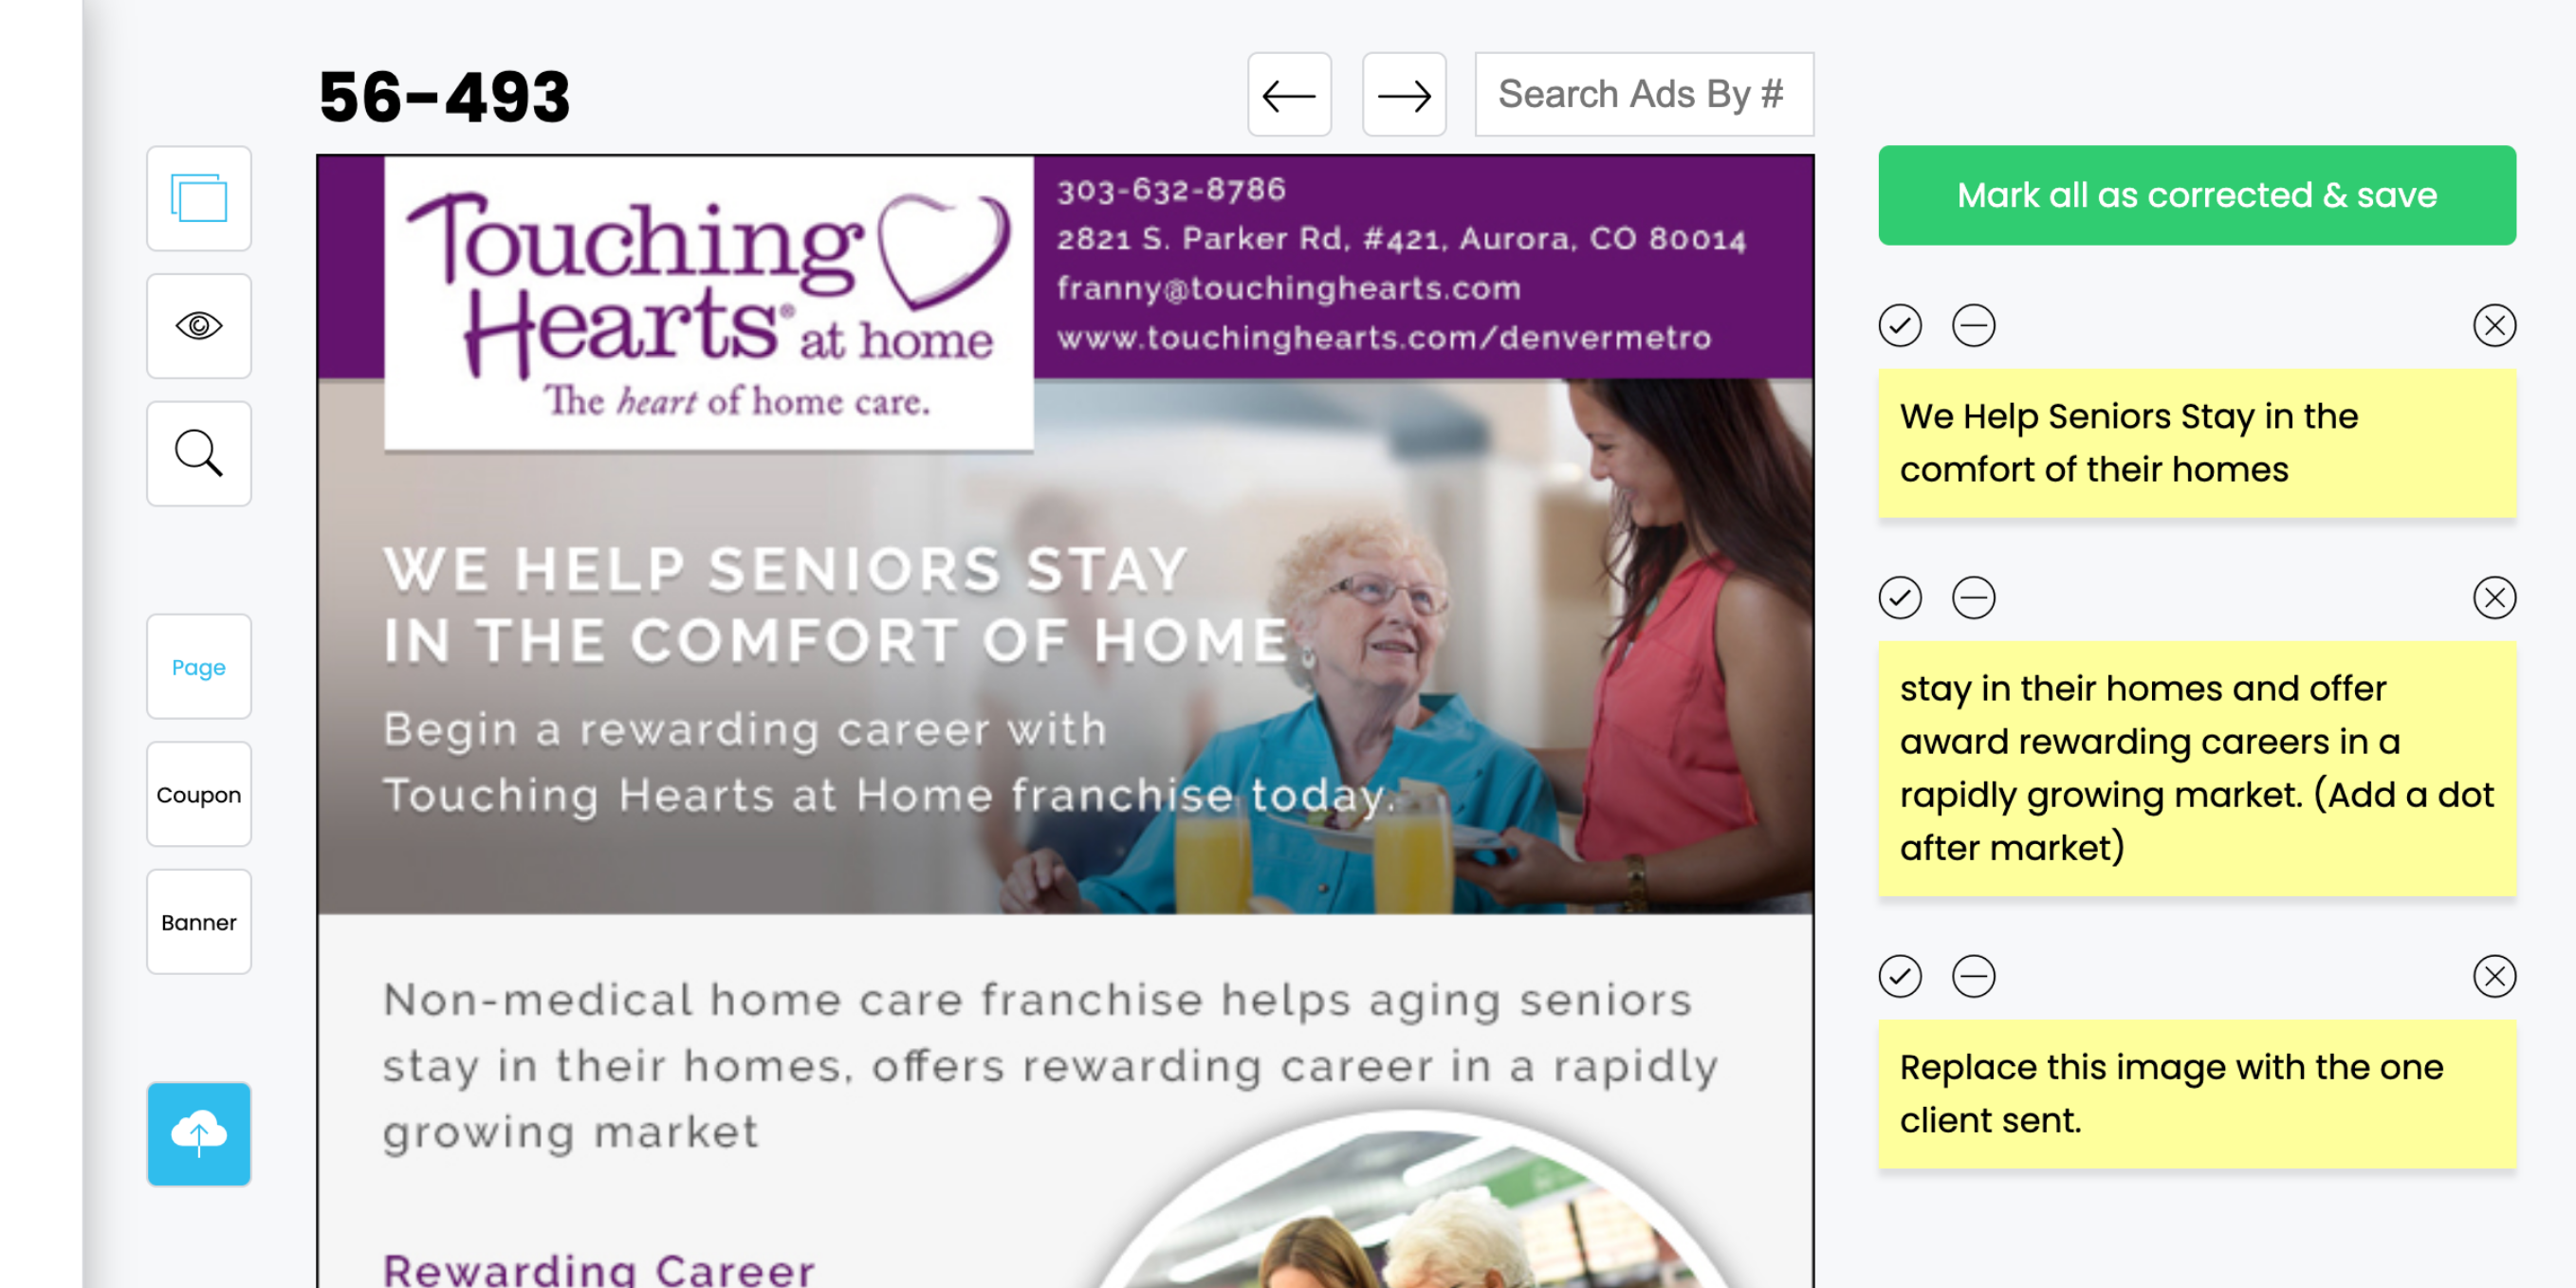 56-493
Search Ads By #
Touching
Hearts® at home
The heart of home care.
303-632-8786
2821 S. Parker Rd, #421, Aurora, CO 80014
franny@touchinghearts.com
www.touchinghearts.com/denvermetro
WE HELP SENIORS STAY
IN THE COMFORT OF HOME
Begin a rewarding career with
Touching Hearts at Home franchise today.
Non-medical home care franchise helps aging seniors
stay in their homes, offers rewarding career in a rapidly
growing market
Rewarding Career
Page
Coupon
Banner
Mark all as corrected & save
We Help Seniors Stay in the
comfort of their homes
stay in their homes and offer
award rewarding careers in a
rapidly growing market. (Add a dot
after market)
Replace this image with the one
client sent.